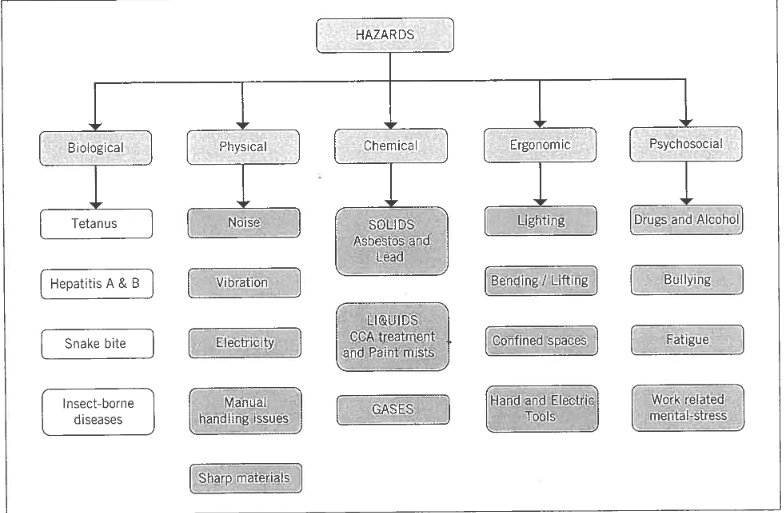 HAZARDS
Biological
Physical
Chemical
Ergonomic
Psychosocial
Tetanus
Hepatitis A & B
Snake bite
Insect-borne
diseases
Noise
Vibration
Electricity
Manual
handling issues
Sharp materials
SOLIDS
Asbestos and
Lead
LIQUIDS
CCA treatment
and Paint mists
GASES
Lighting
Bending / Lifting
Confined spaces
Hand and Electric
Tools
Drugs and Alcohol
Bullying
Fatigue
Work related
mental-stress